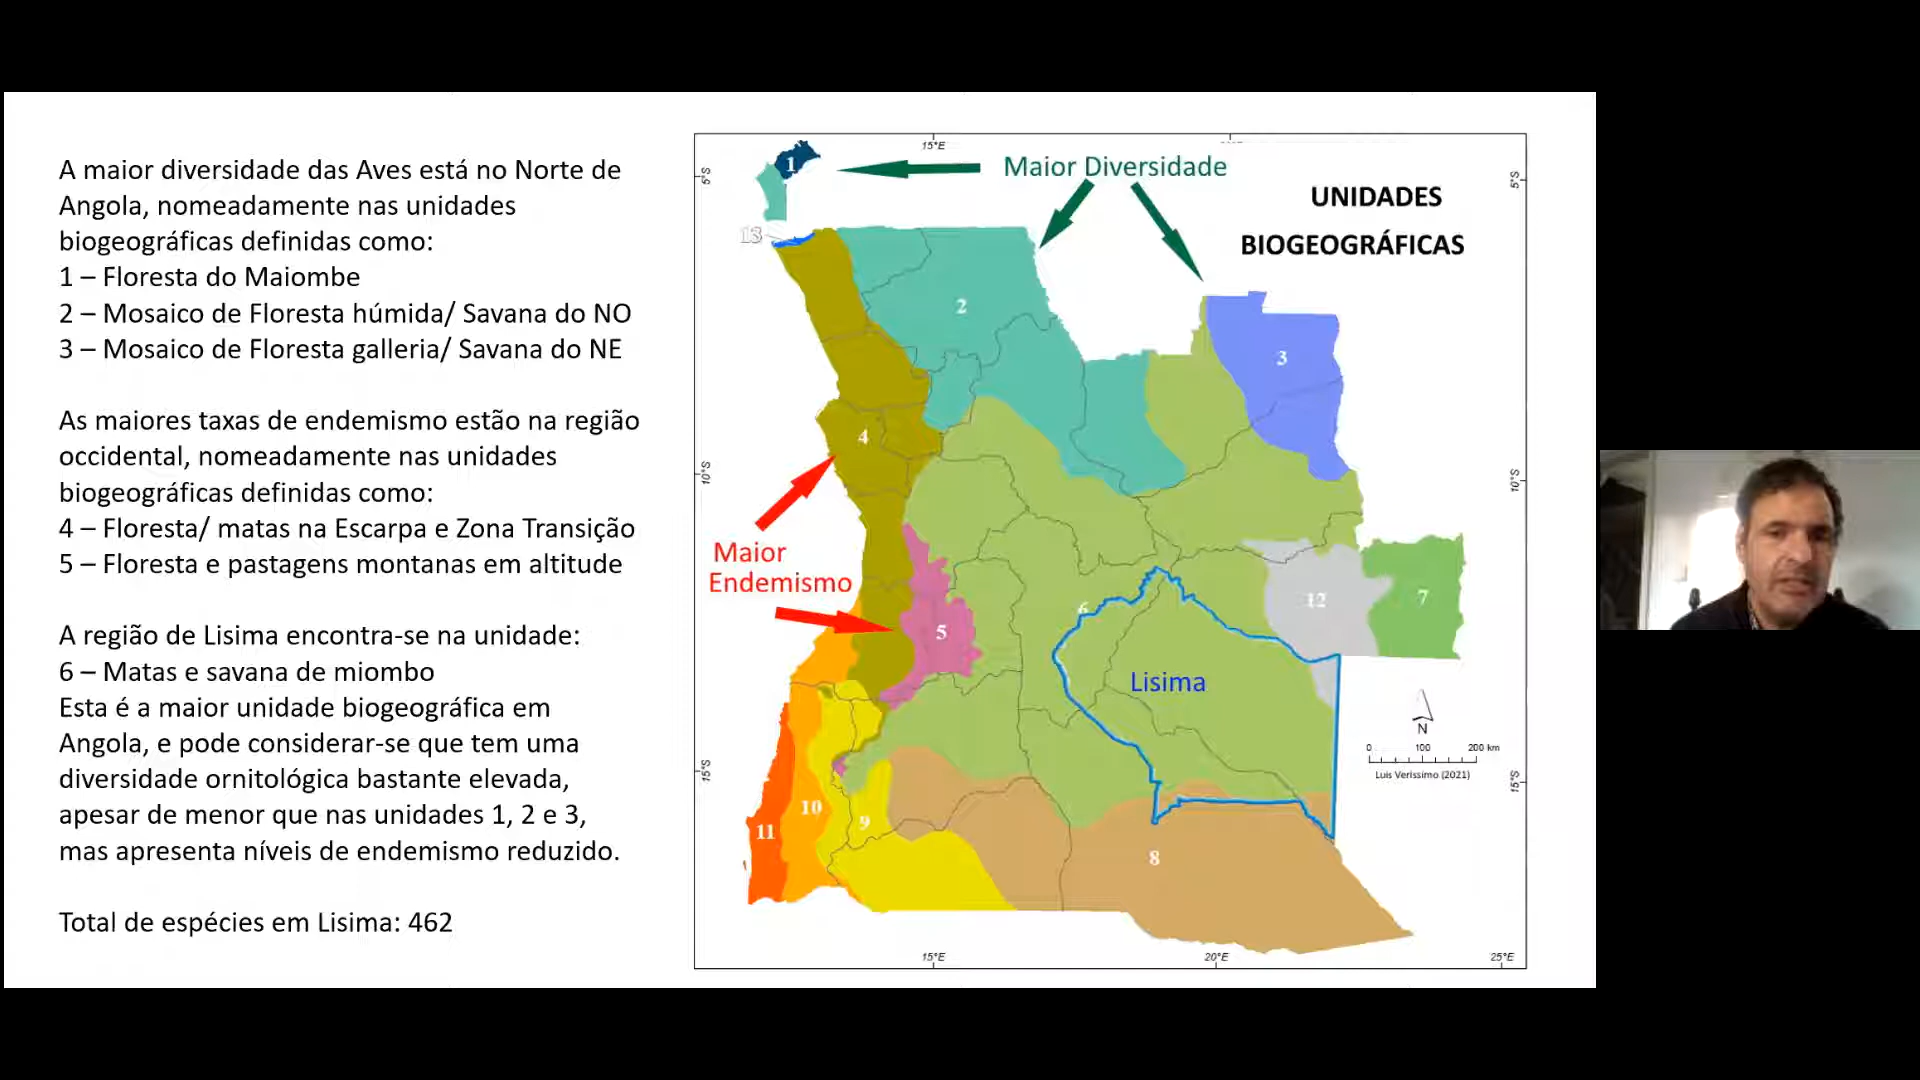 A maior diversidade das Aves está no Norte de
Angola, nomeadamente nas unidades
biogeográficas definidas como:
1 – Floresta do Maiombe
2 – Mosaico de Floresta húmida/ Savana do NO
3 – Mosaico de Floresta galleria/ Savana do NE
As maiores taxas de endemismo estão na região
occidental, nomeadamente nas unidades
biogeográficas definidas como:
4 – Floresta/ matas na Escarpa e Zona Transição
5 – Floresta e pastagens montanas em altitude
A região de Lisima encontra-se na unidade:
6 – Matas e savana de miombo
Esta é a maior unidade biogeográfica em
Angola, e pode considerar-se que tem uma
diversidade ornitológica bastante elevada,
apesar de menor que nas unidades 1, 2 e 3,
mas apresenta níveis de endemismo reduzido.
Total de espécies em Lisima: 462
15°E
5°S
5°S
1
Maior Diversidade
UNIDADES
BIOGEOGRÁFICAS
13
2
3
4
10°S
10°S
Maior
Endemismo
5
6
12
7
Lisima
N
0 100 200 km
Luis Verissimo (2021)
15°S
15°S
11
10
9
8
15°E
20°E
25°E